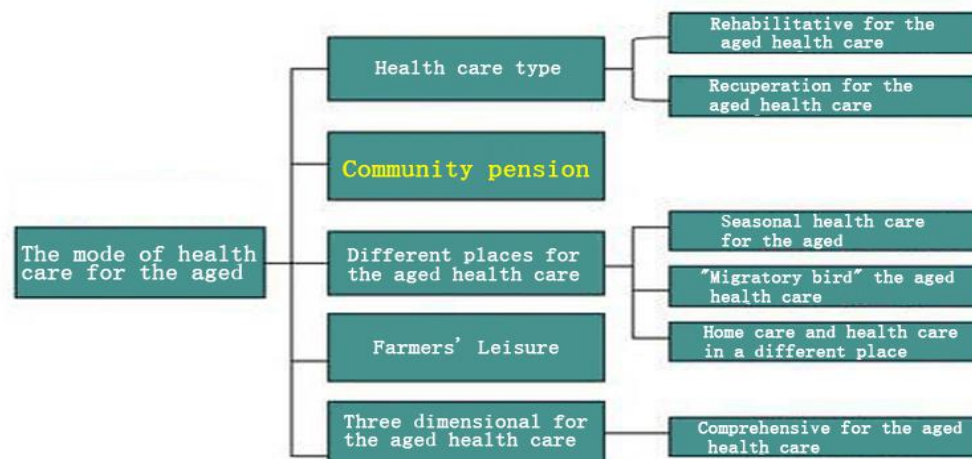 The mode of health
care for the aged
Health care type
Rehabilitative for the
aged health care
Recuperation for the
aged health care
Community pension
Different places for
the aged health care
Seasonal health care
for the aged
"Migratory bird" the aged
health care
Home care and health care
in a different place
Farmers' Leisure
Three dimensional for
the aged health care
Comprehensive for the aged
health care